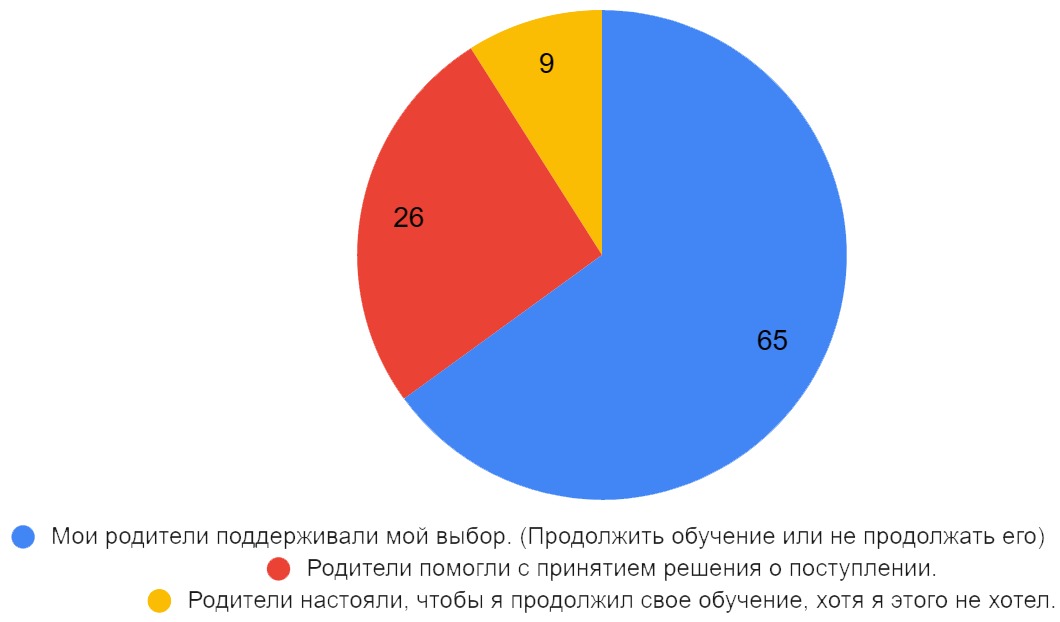 9
26
65
Мои родители поддерживали мой выбор. (Продолжить обучение или не продолжать его)
Родители помогли с принятием решения о поступлении.
Родители настояли, чтобы я продолжил свое обучение, хотя я этого не хотел.